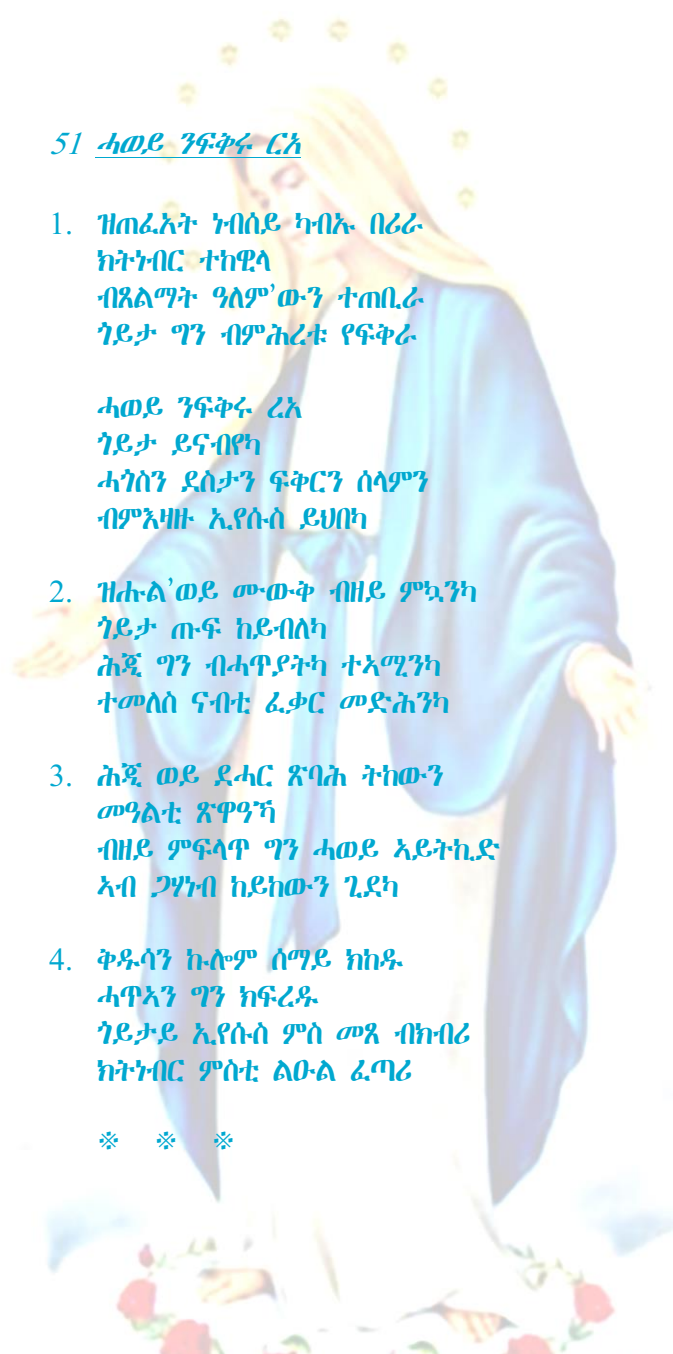 51 ሓወይ ንፍቅሩ ርአ
1. ዝጠፈአት ነብሰይ ካብኡ በሪራ
ክትነብር ተከዊላ
ብጸልማት ዓለም'ውን ተጠቢራ
ጎይታ ግን ብምሕረቱ የፍቅራ
ሓወይ ንፍቅሩ ረአ
ጎይታ ይናብየካ
ሓጎስን ደስታን ፍቅርን ሰላምን
ብምእዛዙ ኢየሱስ ይህበካ
2. ዝሑል'ወይ ሙውቅ ብዘይ ምኳንካ
ጎይታ ጡፍ ከይብለካ
ሕጂ ግን ብሓጥያትካ ተኣሚንካ
ተመለስ ናብቲ ፈቃር መድሕንካ
3. ሕጂ ወይ ደሓር ጽባሕ ትከውን
መዓልቲ ጽዋዓኻ
ብዘይ ምፍላጥ ግን ሓወይ ኣይትኪድ
ኣብ ጋሃነብ ከይከውን ጊደካ
4. ቅዱሳን ኩሎም ሰማይ ክከዱ
ሓጥኣን ግን ክፍረዱ
ጎይታይ ኢየሱስ ምስ መጸ ብክብሪ
ክትነብር ምስቲ ልዑል ፈጣሪ
※ ※ ※